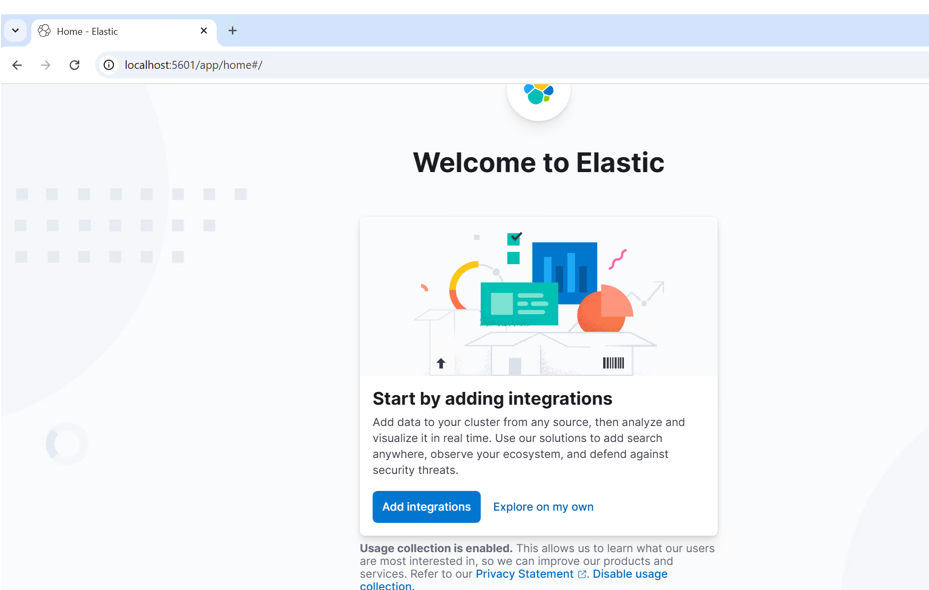 Home - Elastic
localhost:5601/app/home#/
Welcome to Elastic
Start by adding integrations
Add data to your cluster from any source, then analyze and
visualize it in real time. Use our solutions to add search
anywhere, observe your ecosystem, and defend against
security threats.
Add integrations
Explore on my own
Usage collection is enabled. This allows us to learn what our users
are most interested in, so we can improve our products and
services. Refer to our Privacy Statement. Disable usage
collection.